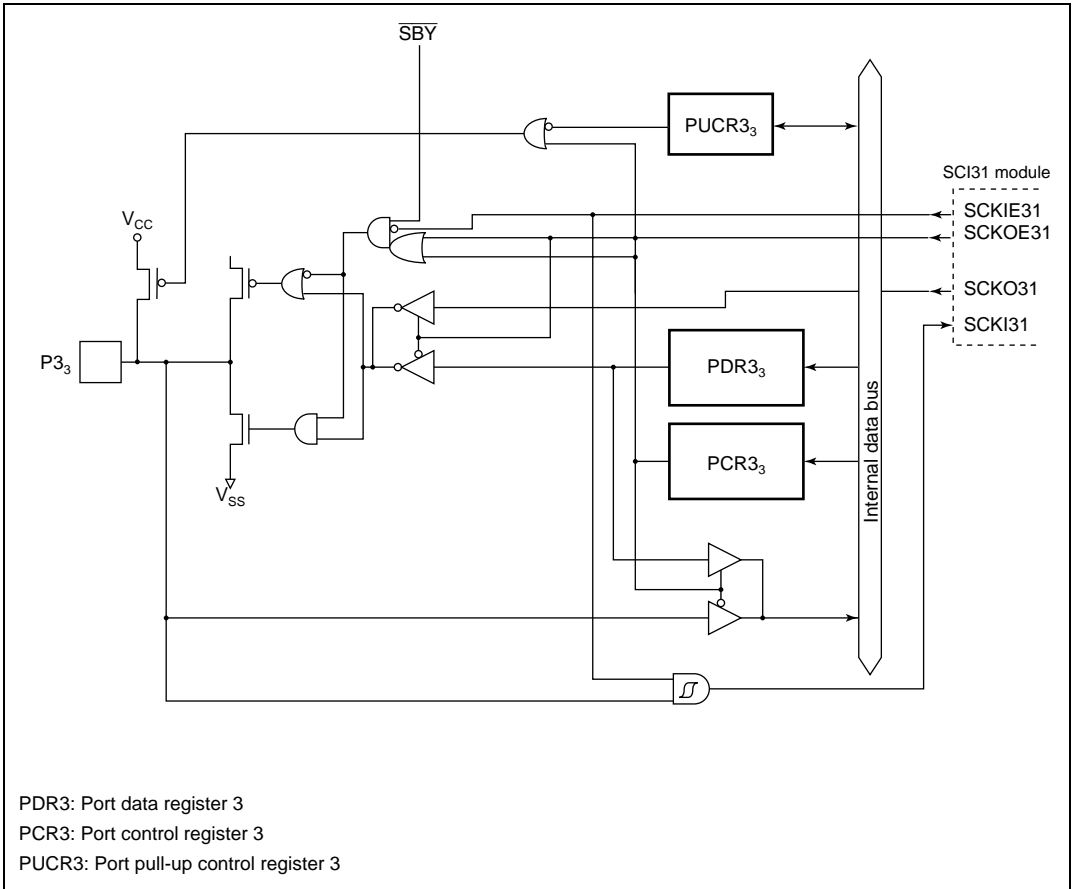 SBY
PUCR3₃
SCI31 module
V_CC
SCKIE31
SCKOE31
SCKO31
SCKI31
P3₃
PDR3₃
PCR3₃
V_SS
Internal data bus
PDR3: Port data register 3
PCR3: Port control register 3
PUCR3: Port pull-up control register 3